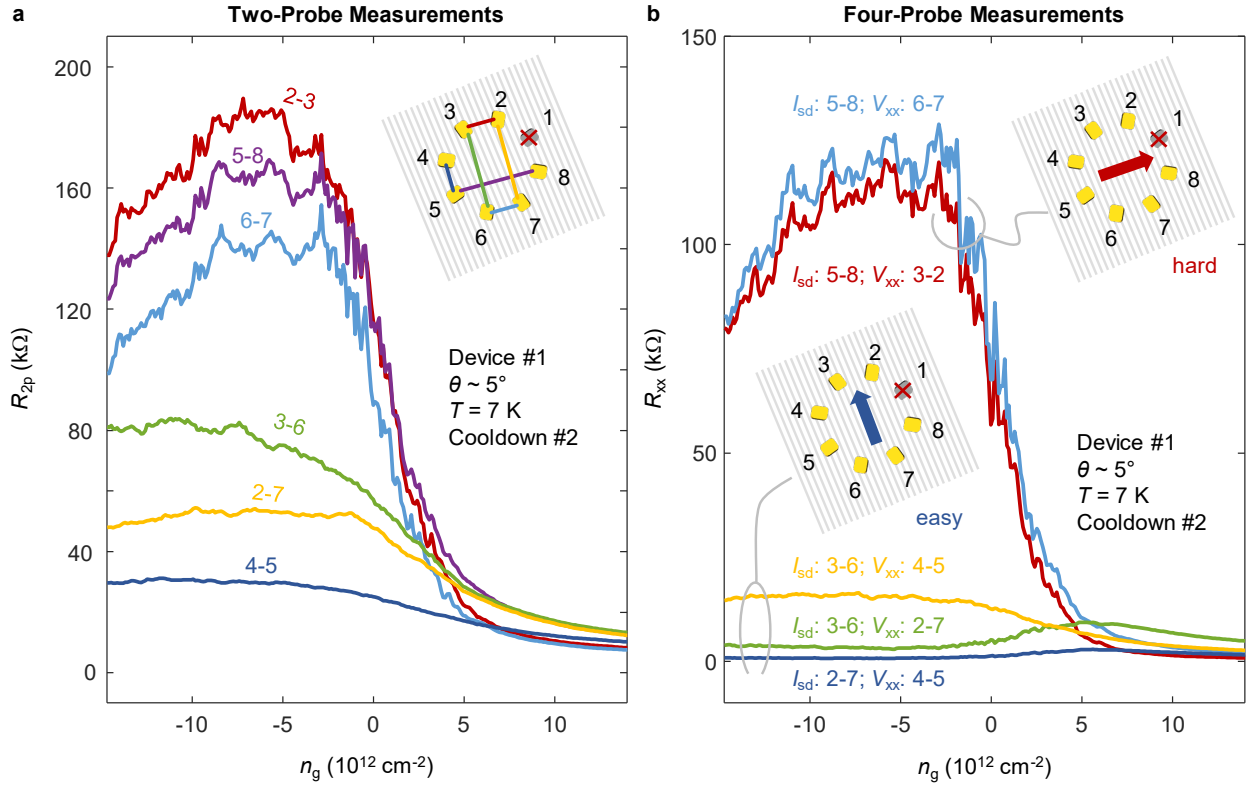 a
Two-Probe Measurements
200
160
120
80
40
0
R2p (kΩ)
-10
-5
0
5
10
ng (10¹² cm⁻²)
2-3
5-8
6-7
3-6
2-7
4-5
3
2
1
4
8
5
7
6
Device #1
θ ~ 5°
T = 7 K
Cooldown #2
b
Four-Probe Measurements
150
100
50
0
Rxx (kΩ)
-10
-5
0
5
10
ng (10¹² cm⁻²)
Isd: 5-8; Vxx: 6-7
Isd: 5-8; Vxx: 3-2
2
3
1
4
8
5
7
6
hard
2
3
1
4
8
5
7
6
easy
Device #1
θ ~ 5°
T = 7 K
Cooldown #2
Isd: 3-6; Vxx: 4-5
Isd: 3-6; Vxx: 2-7
Isd: 2-7; Vxx: 4-5